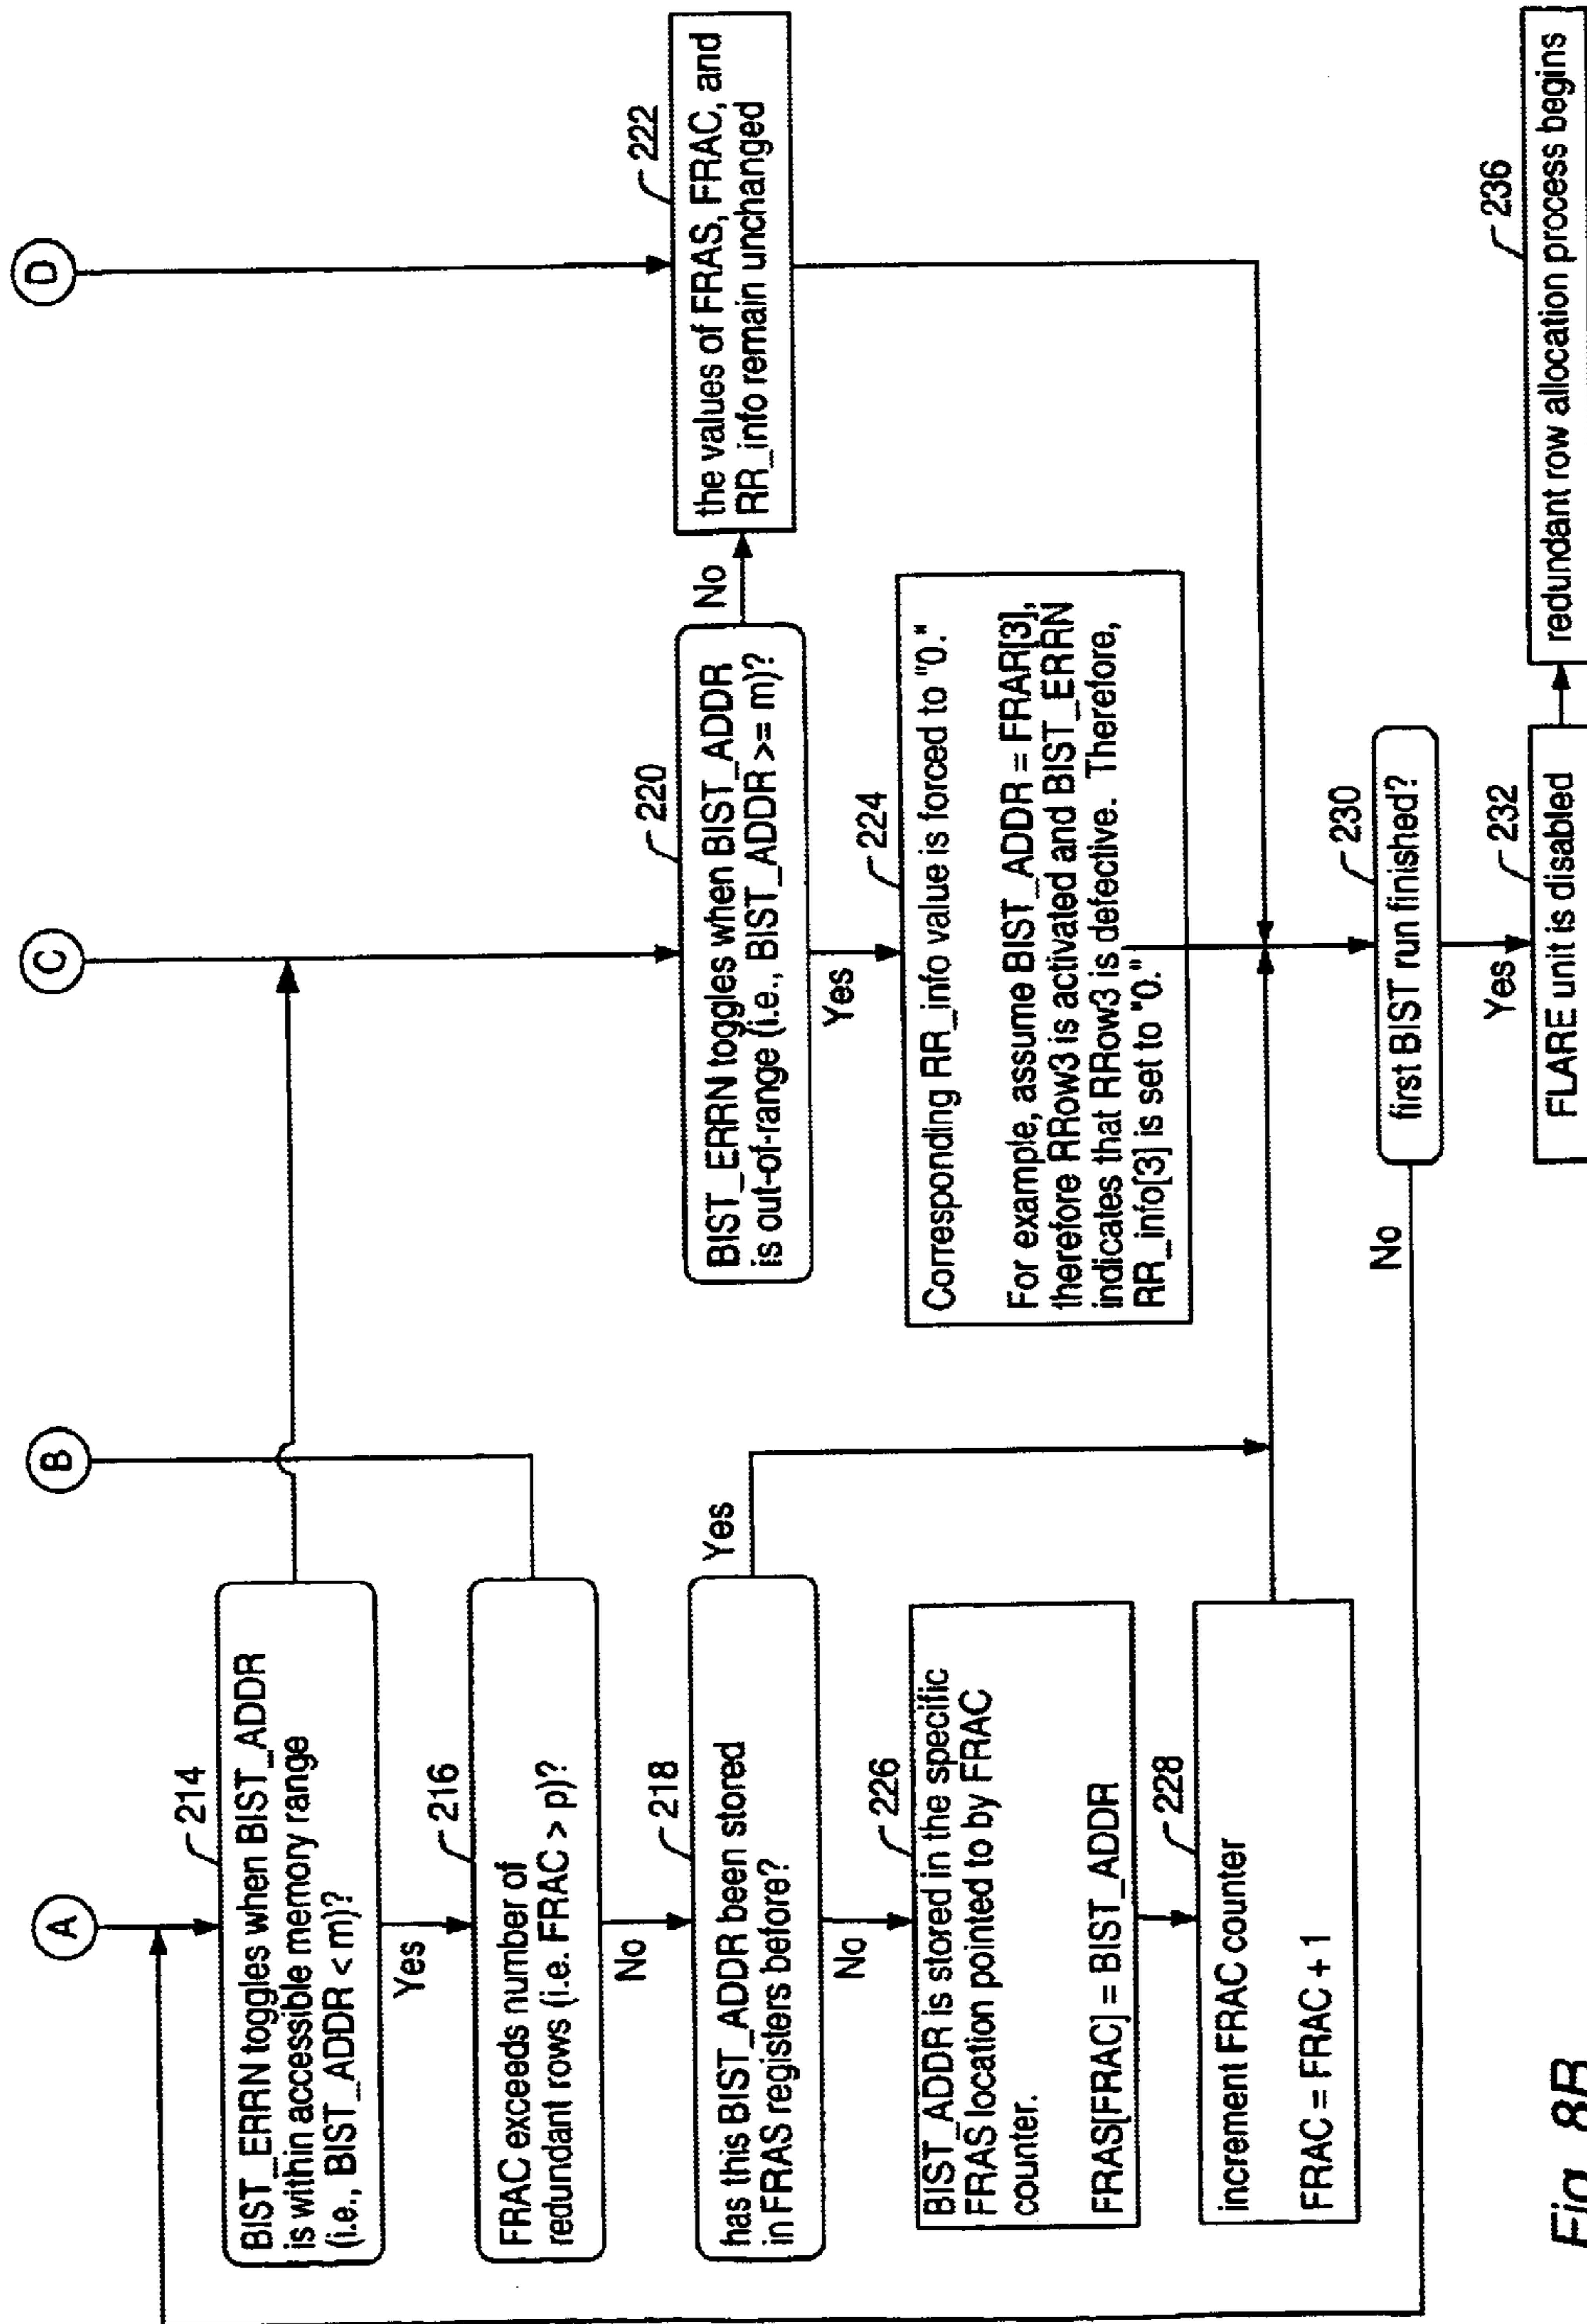 A
B
C
D
214
BIST_ERRN toggles when BIST_ADDR
is within accessible memory range
(i.e., BIST_ADDR < m)?
Yes
216
FRAC exceeds number of
redundant rows (i.e. FRAC > p)?
No
218
has this BIST_ADDR been stored
in FRAS registers before?
Yes
No
226
BIST_ADDR is stored in the specific
FRAS location pointed to by FRAC
counter.
FRAS[FRAC] = BIST_ADDR
228
increment FRAC counter
FRAC = FRAC + 1
220
BIST_ERRN toggles when BIST_ADDR
is out-of-range (i.e., BIST_ADDR >= m)?
No
Yes
222
the values of FRAS, FRAC, and
RR_info remain unchanged
224
Corresponding RR_info value is forced to "0."
For example, assume BIST_ADDR = FRAR[3],
therefore RRow3 is activated and BIST_ERRN
indicates that RRow3 is defective. Therefore,
RR_info[3] is set to "0."
230
first BIST run finished?
No
Yes
232
FLARE unit is disabled
236
redundant row allocation process begins
Fig. 8B